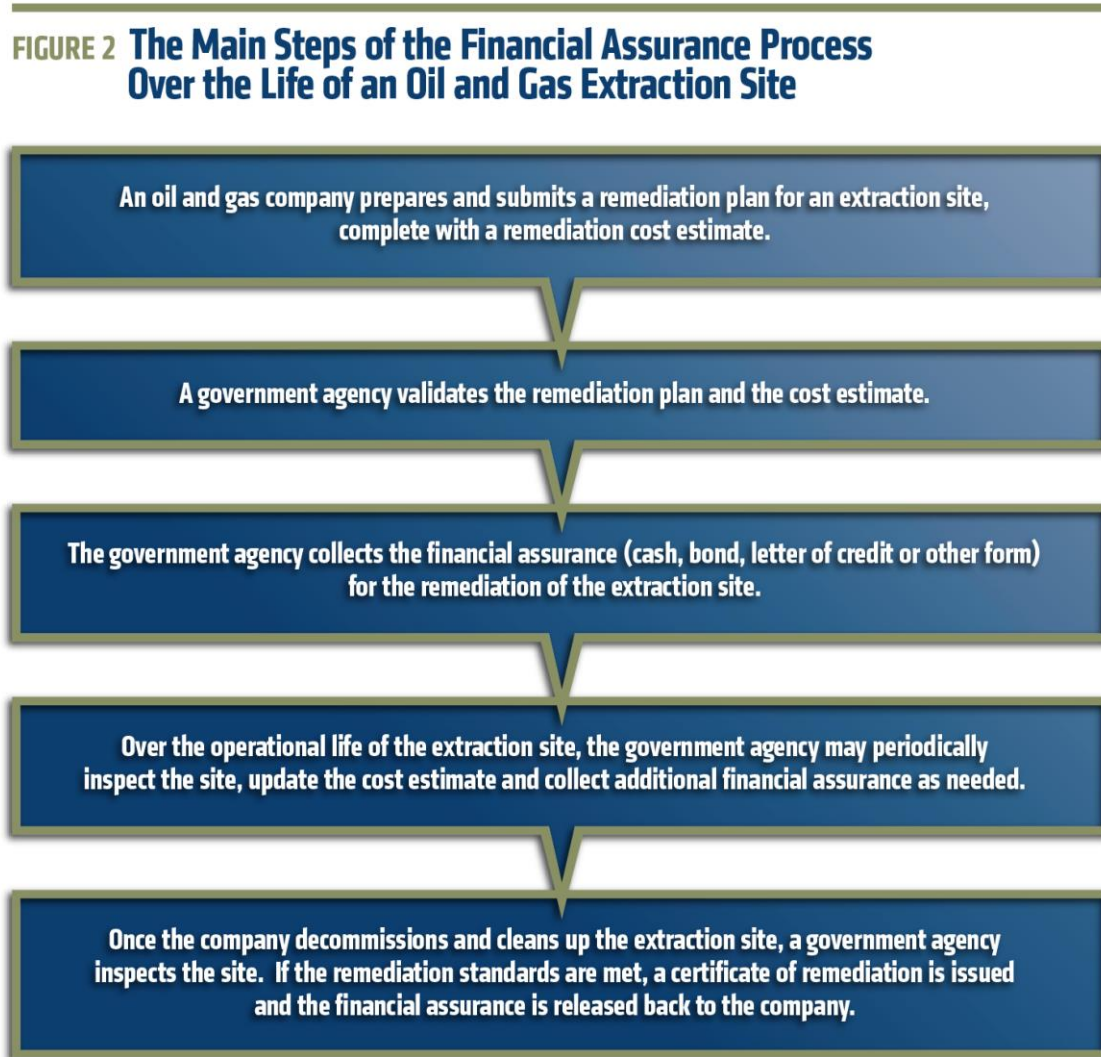 FIGURE 2 The Main Steps of the Financial Assurance Process
Over the Life of an Oil and Gas Extraction Site
An oil and gas company prepares and submits a remediation plan for an extraction site,
complete with a remediation cost estimate.
A government agency validates the remediation plan and the cost estimate.
The government agency collects the financial assurance (cash, bond, letter of credit or other form)
for the remediation of the extraction site.
Over the operational life of the extraction site, the government agency may periodically
inspect the site, update the cost estimate and collect additional financial assurance as needed.
Once the company decommissions and cleans up the extraction site, a government agency
inspects the site.  If the remediation standards are met, a certificate of remediation is issued
and the financial assurance is released back to the company.